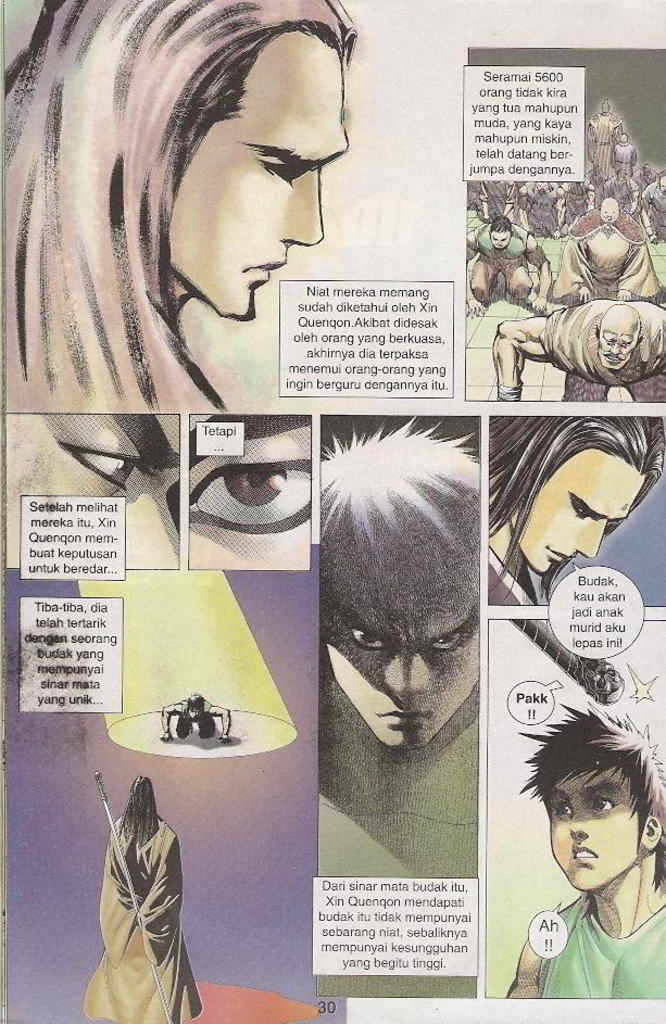 Seramai 5600
orang tidak kira
yang tua mahupun
muda, yang kaya
mahupun miskin,
telah datang ber-
jumpa dengannya.
Niat mereka memang
sudah diketahui oleh Xin
Quenqon.Akibat didesak
oleh orang yang berkuasa,
akhirnya dia terpaksa
menemui orang-orang yang
ingin berguru dengannya itu.
Setelah melihat
mereka itu, Xin
Quenqon mem-
buat keputusan
untuk beredar...
Tetapi
...
Tiba-tiba, dia
telah tertarik
dengan seorang
budak yang
mempunyai
sinar mata
yang unik...
Dari sinar mata budak itu,
Xin Quenqon mendapati
budak itu tidak mempunyai
sebarang niat, sebaliknya
mempunyai kesungguhan
yang begitu tinggi.
Budak,
kau akan
jadi anak
murid aku
lepas ini!
Pakk
!!
Ah
!!
30